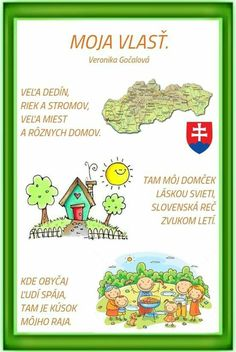 MOJA VLASŤ.
Veronika Gočalová
VEĽA DEDÍN,
RIEK A STROMOV,
VEĽA MIEST
A RÔZNYCH DOMOV.
TAM MÔJ DOMČEK
LÁSKOU SVIETI,
SLOVENSKÁ REČ
ZVUKOM LETÍ.
KDE OBYČAJ
ĽUDÍ SPÁJA,
TAM JE KÚSOK
MÔJHO RAJA.